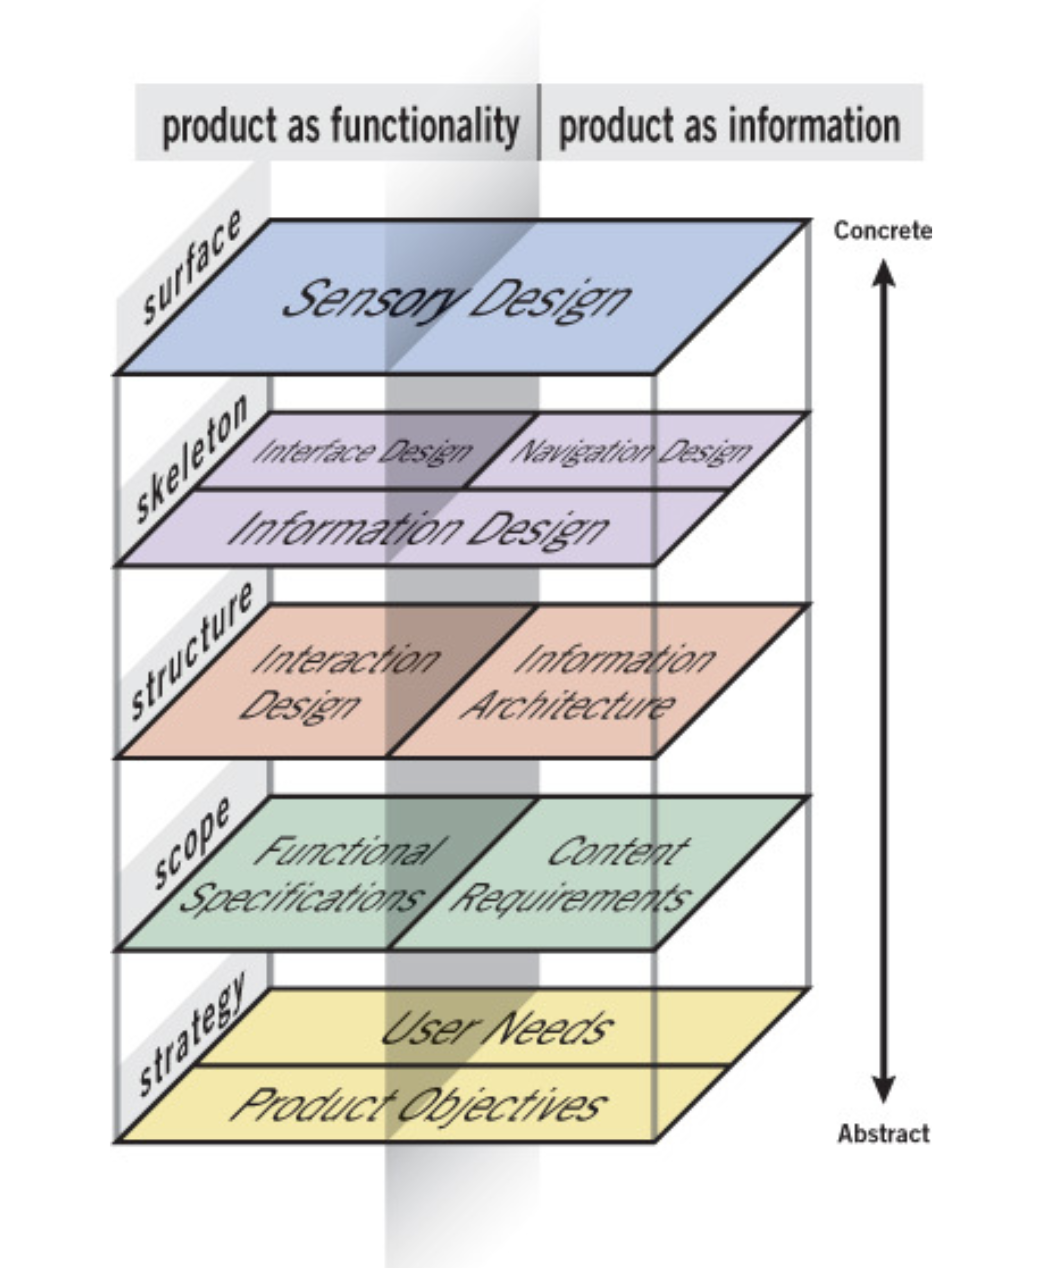 product as functionality
product as information
surface
Concrete
Sensory Design
skeleton
Interface Design
Navigation Design
Information Design
structure
Interaction
Design
Information
Architecture
scope
Functional
Specifications
Content
Requirements
strategy
User Needs
Product Objectives
Abstract